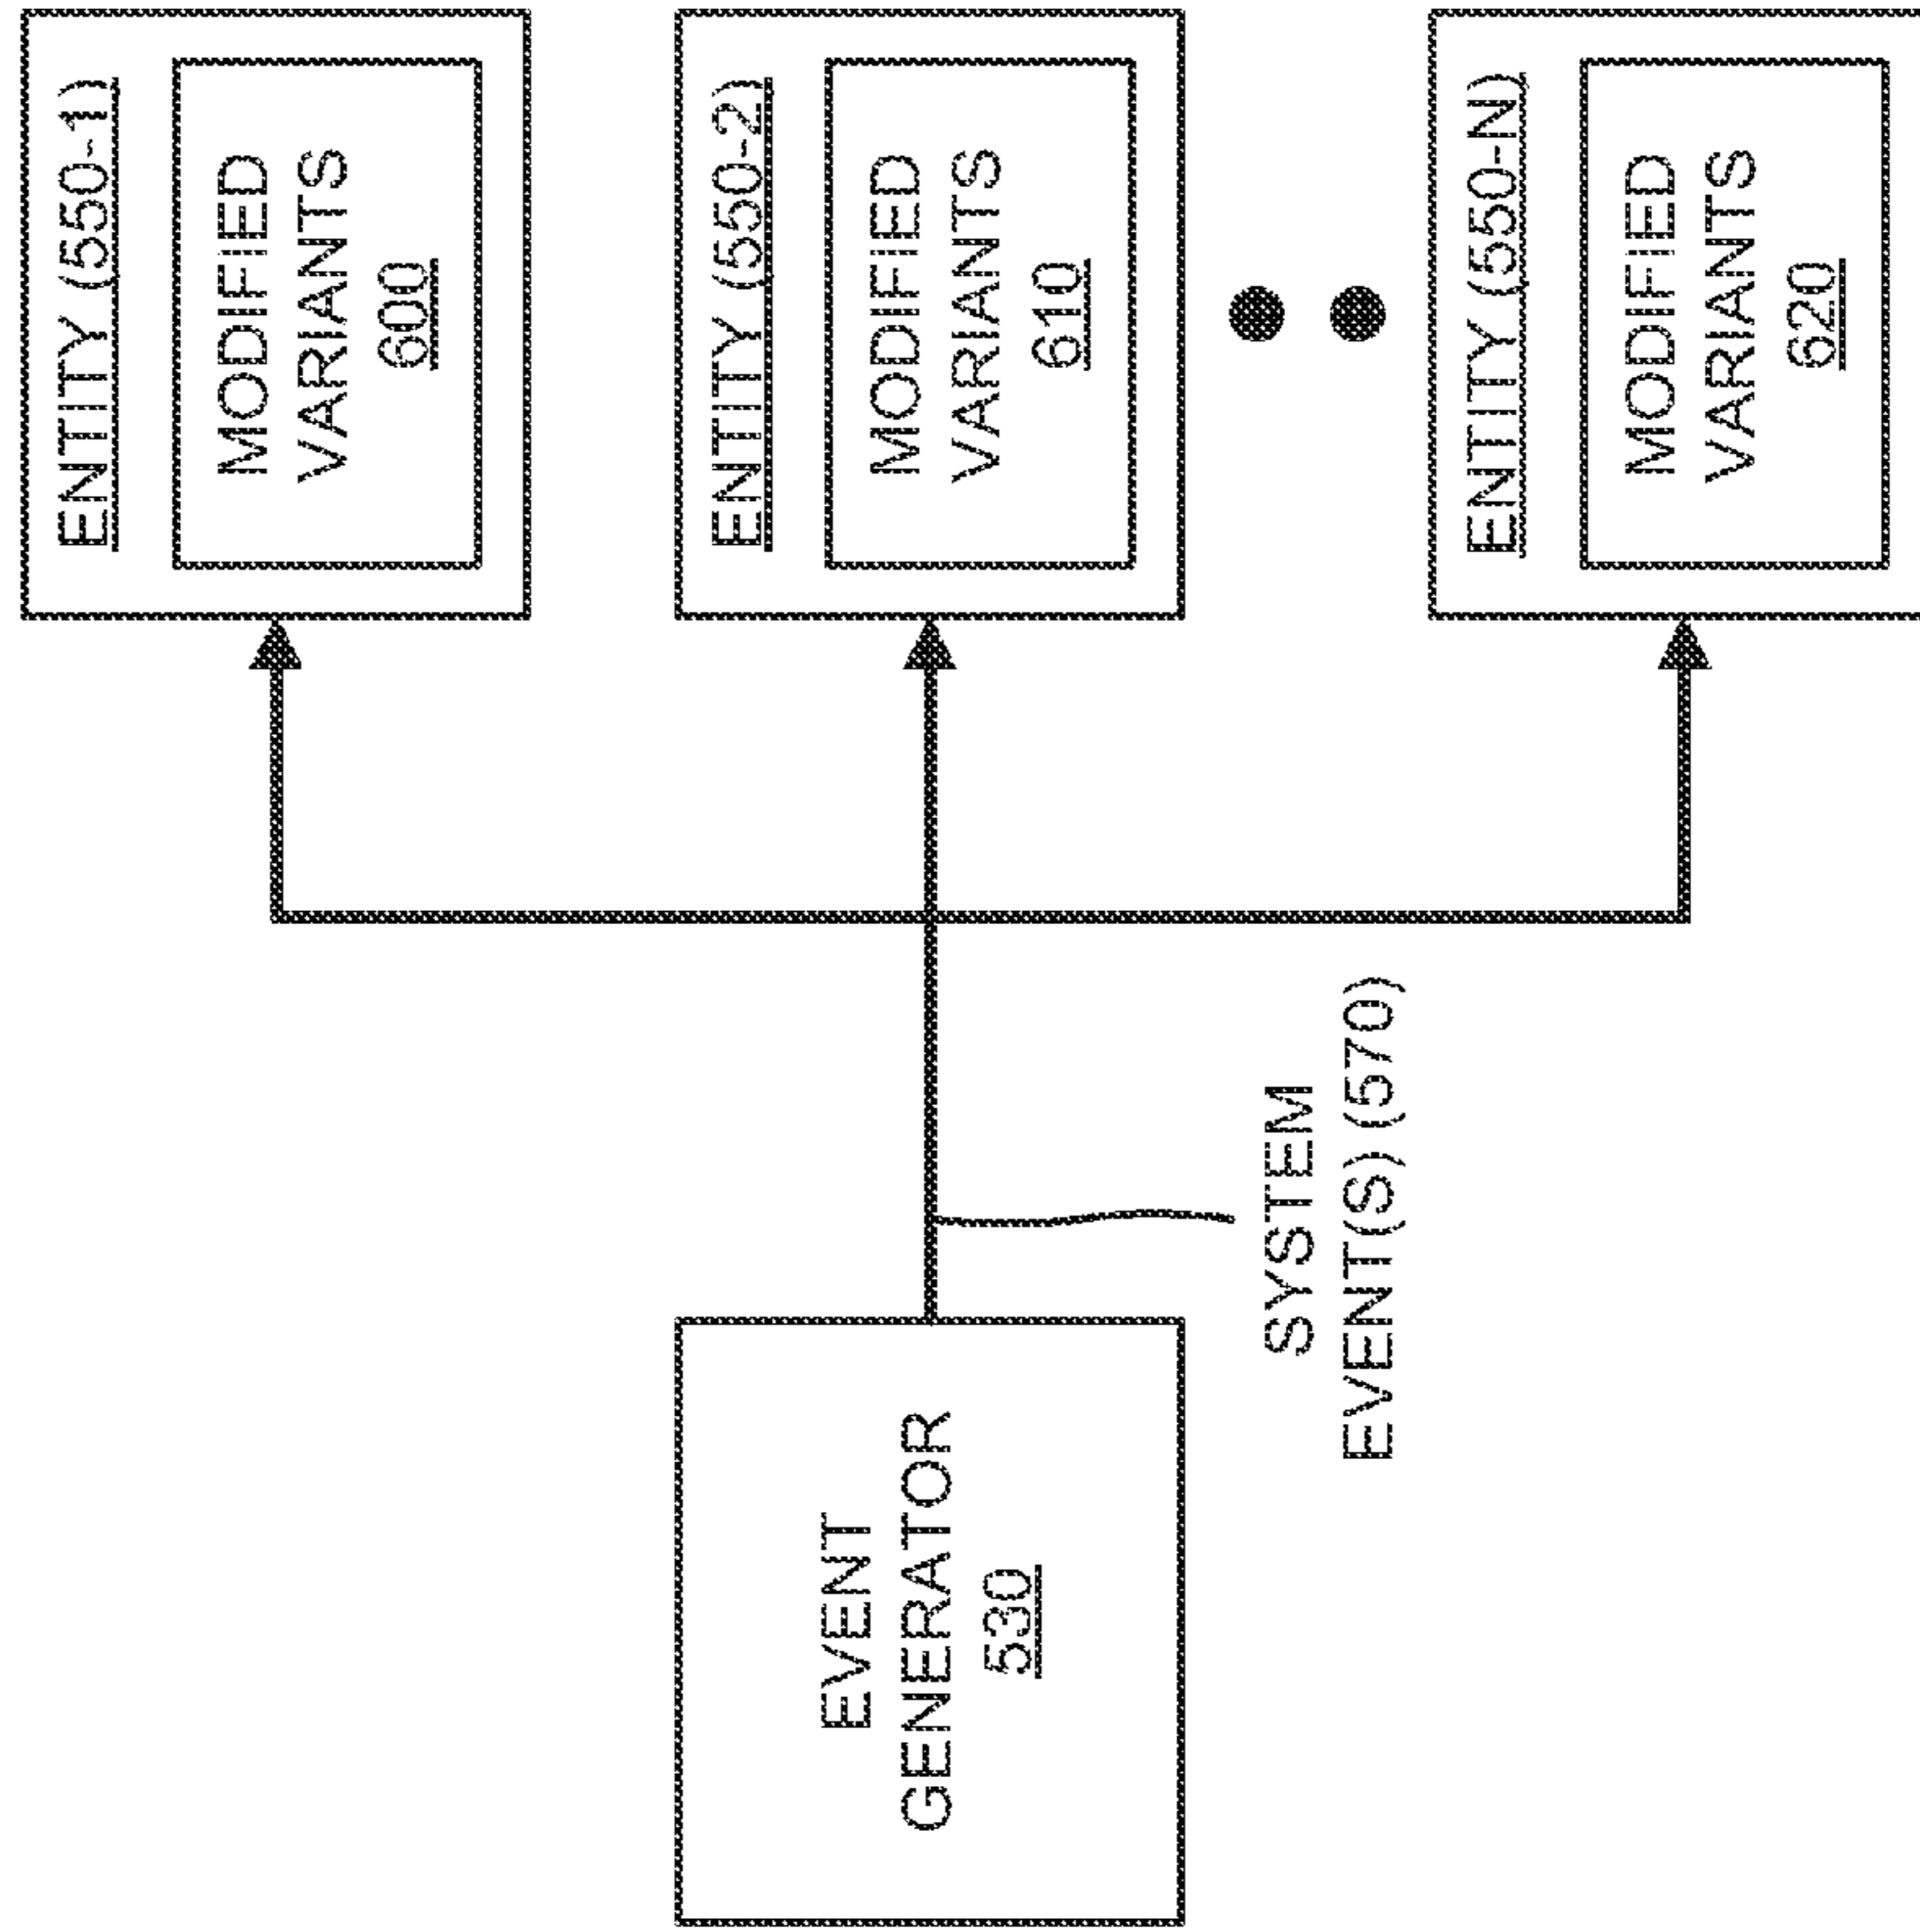 ENTITY (550-1)
MODIFIED
VARIANTS
600
ENTITY (550-2)
MODIFIED
VARIANTS
610
ENTITY (550-N)
MODIFIED
VARIANTS
620
EVENT
GENERATOR
530
SYSTEM
EVENT(S) (570)